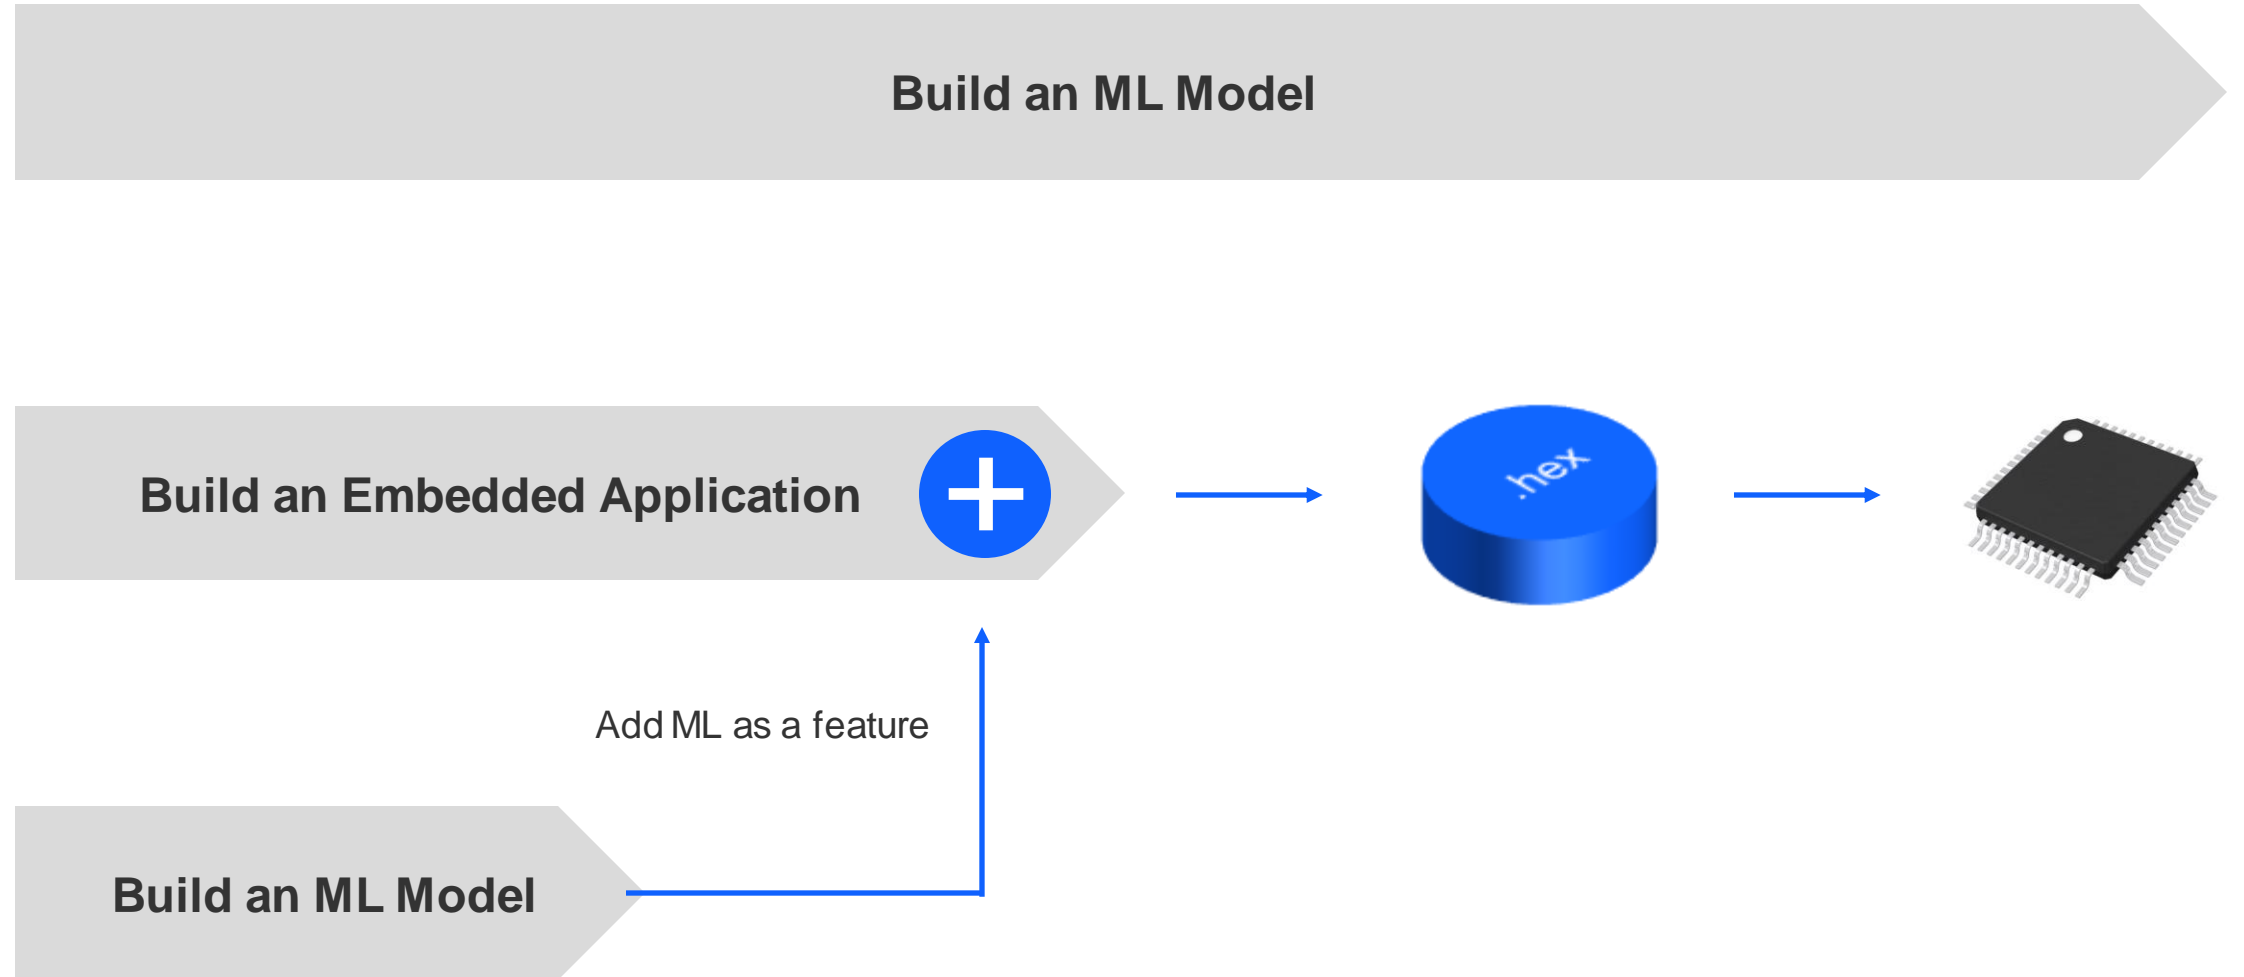 Build an ML Model
Build an Embedded Application
.hex
Add ML as a feature
Build an ML Model